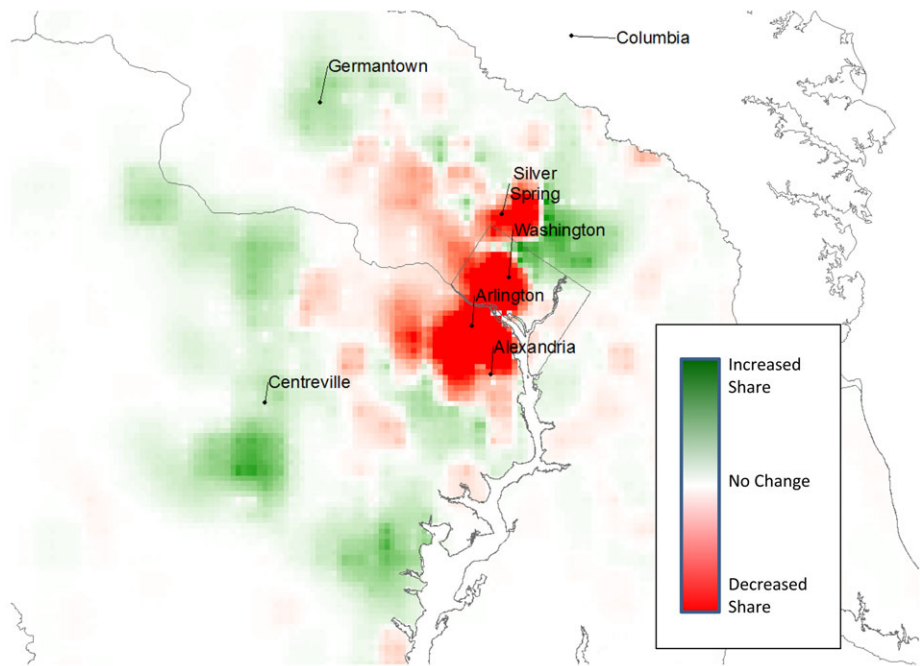 Columbia
Germantown
Silver
Spring
Washington
Arlington
Alexandria
Centreville
Increased
Share
No Change
Decreased
Share